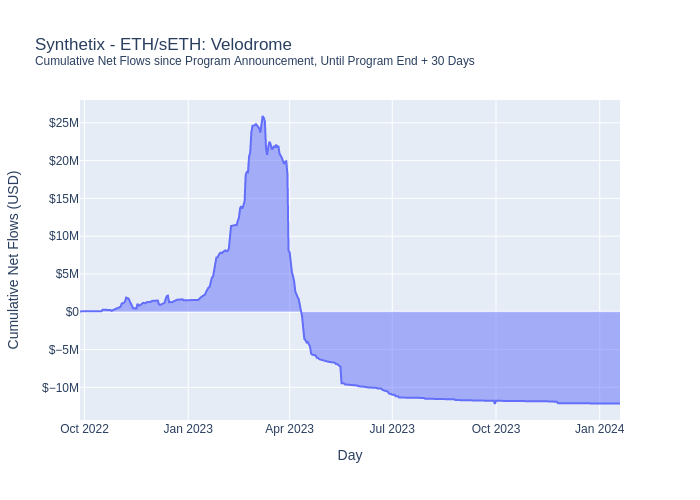 Synthetix - ETH/sETH: Velodrome
Cumulative Net Flows since Program Announcement, Until Program End + 30 Days
Cumulative Net Flows (USD)
$25M
$20M
$15M
$10M
$5M
$0
$−5M
$−10M
Oct 2022
Jan 2023
Apr 2023
Jul 2023
Oct 2023
Jan 2024
Day